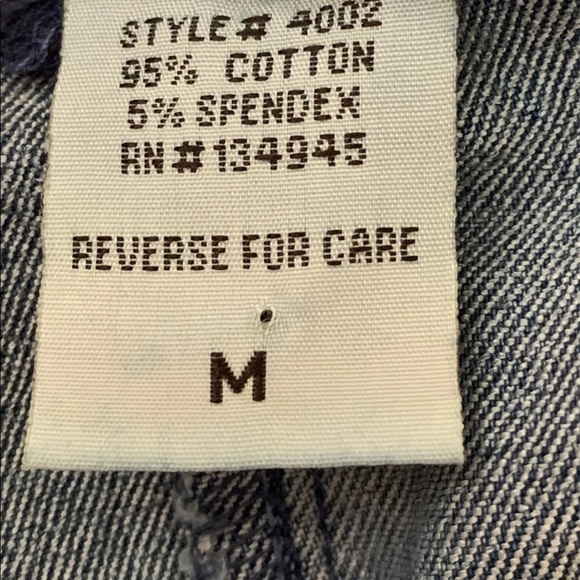 STYLE# 4002
95% COTTON
5% SPENDEX
RN#134945
REVERSE FOR CARE
M